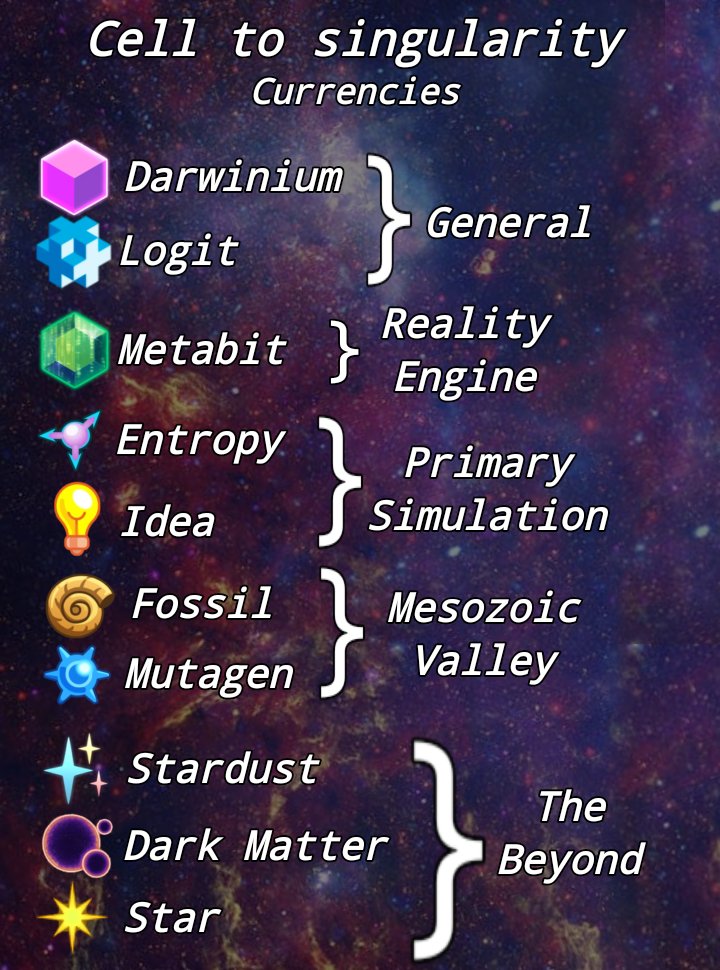 Cell to singularity
Currencies
Darwinium
Logit
General
Metabit
Reality
Engine
Entropy
Idea
Primary
Simulation
Fossil
Mutagen
Mesozoic
Valley
Stardust
Dark Matter
Star
The
Beyond